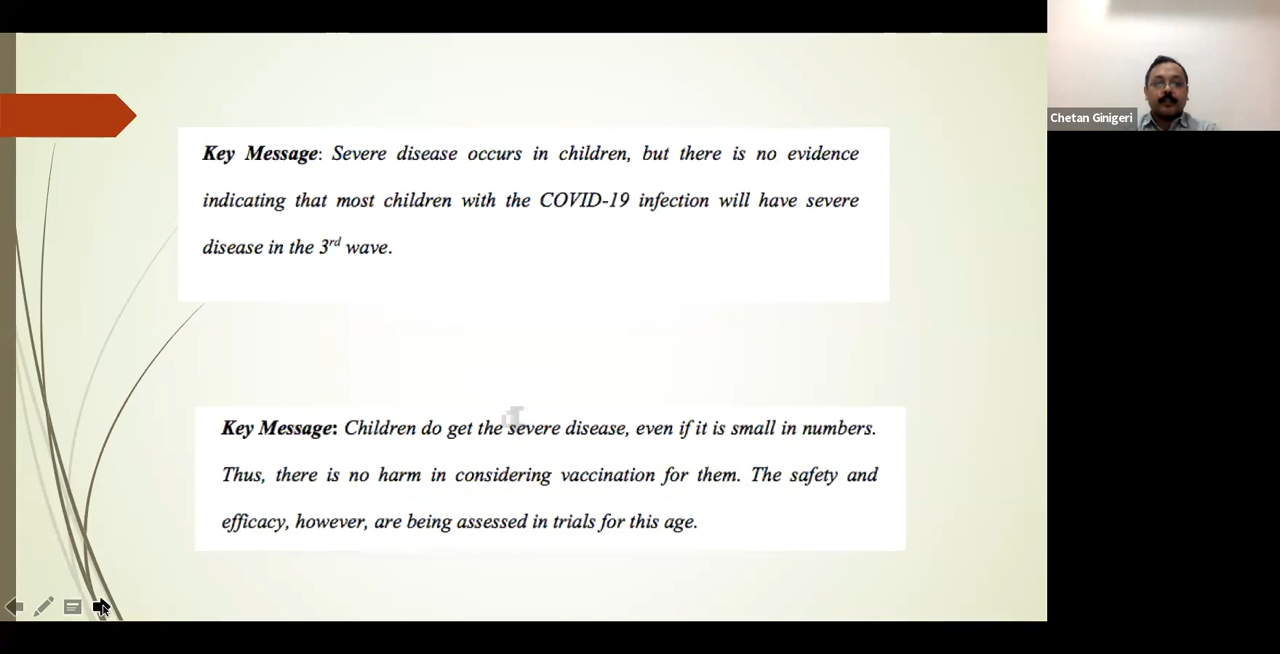 Chetan Ginigeri
Key Message: Severe disease occurs in children, but there is no evidence
indicating that most children with the COVID-19 infection will have severe
disease in the 3rd wave.
Key Message: Children do get the severe disease, even if it is small in numbers.
Thus, there is no harm in considering vaccination for them. The safety and
efficacy, however, are being assessed in trials for this age.